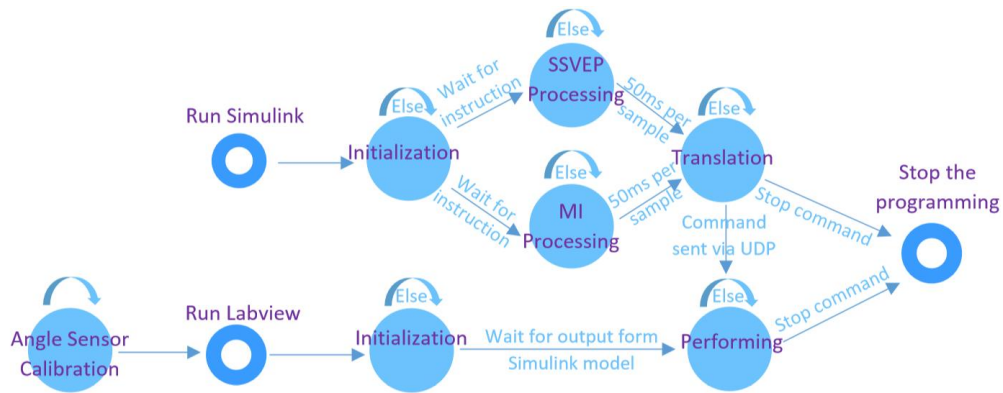 Else
SSVEP
Processing
Wait for
instruction
50ms per
sample
Else
Else
Run Simulink
Initialization
Translation
Else
Wait for
instruction
MI
Processing
50ms per
sample
Stop command
Stop the
programming
Command
sent via UDP
Angle Sensor
Calibration
Run Labview
Else
Initialization
Wait for output form
Simulink model
Else
Performing
Stop command